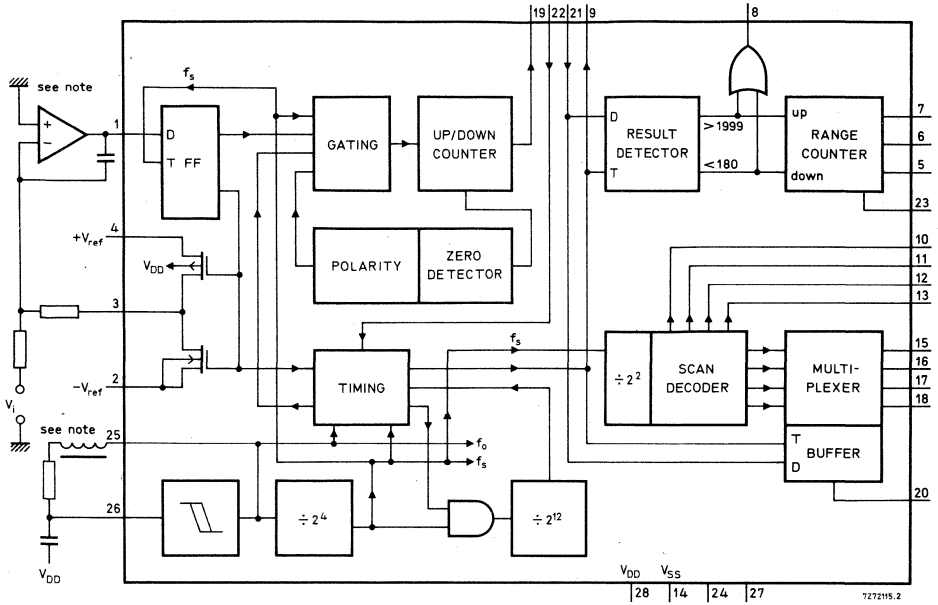 19 22 21 9 8
see note
f_s
1
+
−
D
T FF
GATING
UP/DOWN
COUNTER
D
T
RESULT
DETECTOR
>1999
<180
up
down
RANGE
COUNTER
7
6
5
23
4
+V_ref
V_DD
POLARITY
ZERO
DETECTOR
10
11
12
13
3
2
−V_ref
TIMING
f_s
÷2^2
SCAN
DECODER
MULTI-
PLEXER
15
16
17
18
V_i
see note
25
f_o
f_s
T
D
BUFFER
20
26
÷2^4
÷2^12
V_DD
V_DD V_SS
28 14 24 27
7Z72115.2